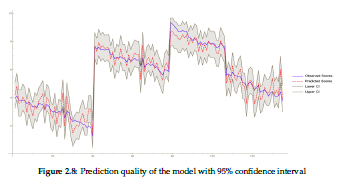 Observed Scores
Predicted Scores
Lower CI
Upper CI
Figure 2.8: Prediction quality of the model with 95% confidence interval